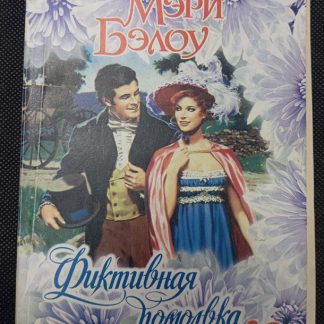 Мэри
Бэлоу
Фиктивная
помолвка